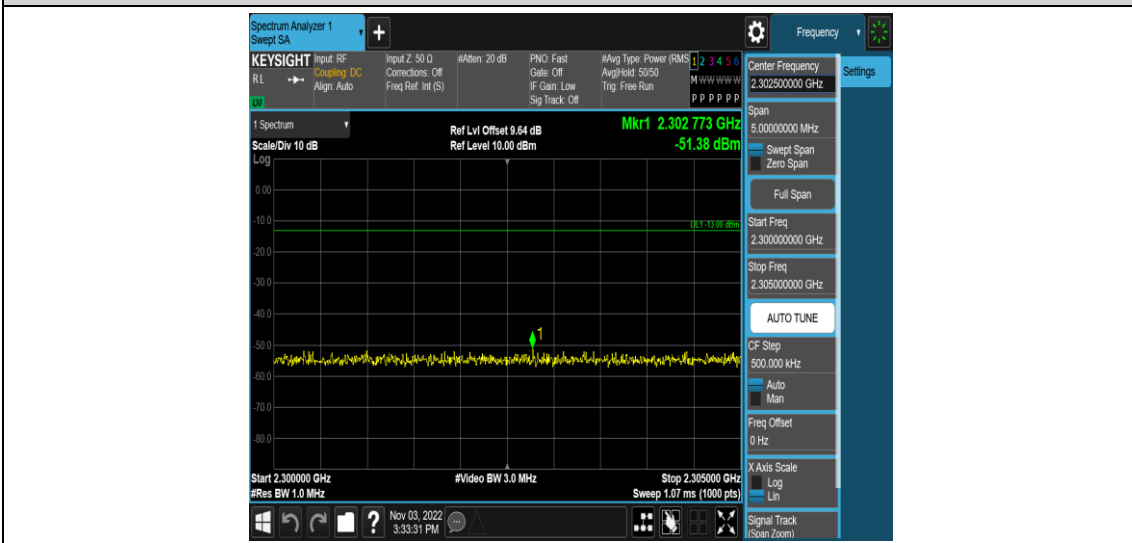 Spectrum Analyzer 1
Swept SA
+
Frequency
KEYSIGHT
R L
LM
Input: RF
Coupling: DC
Align: Auto
Input Z: 50 Ω
Corrections: Off
Freq Ref: Int (S)
#Atten: 20 dB
PNO: Fast
Gate: Off
IF Gain: Low
Sig Track: Off
#Avg Type: Power (RMS
Avg|Hold: 50/50
Trig: Free Run
1 2 3 4 5 6
M W W W W W
P P P P P P
1 Spectrum
Scale/Div 10 dB
Ref Lvl Offset 9.64 dB
Ref Level 10.00 dBm
Mkr1 2.302 773 GHz
-51.38 dBm
Log
0.00
-10.0
DL1 -13.00 dBm
-20.0
-30.0
-40.0
1
-50.0
-60.0
-70.0
-80.0
Start 2.300000 GHz
#Res BW 1.0 MHz
#Video BW 3.0 MHz
Stop 2.305000 GHz
Sweep 1.07 ms (1000 pts)
?
Nov 03, 2022
3:33:31 PM
Center Frequency
2.302500000 GHz
Settings
Span
5.00000000 MHz
Swept Span
Zero Span
Full Span
Start Freq
2.300000000 GHz
Stop Freq
2.305000000 GHz
AUTO TUNE
CF Step
500.000 kHz
Auto
Man
Freq Offset
0 Hz
X Axis Scale
Log
Lin
Signal Track
(Span Zoom)